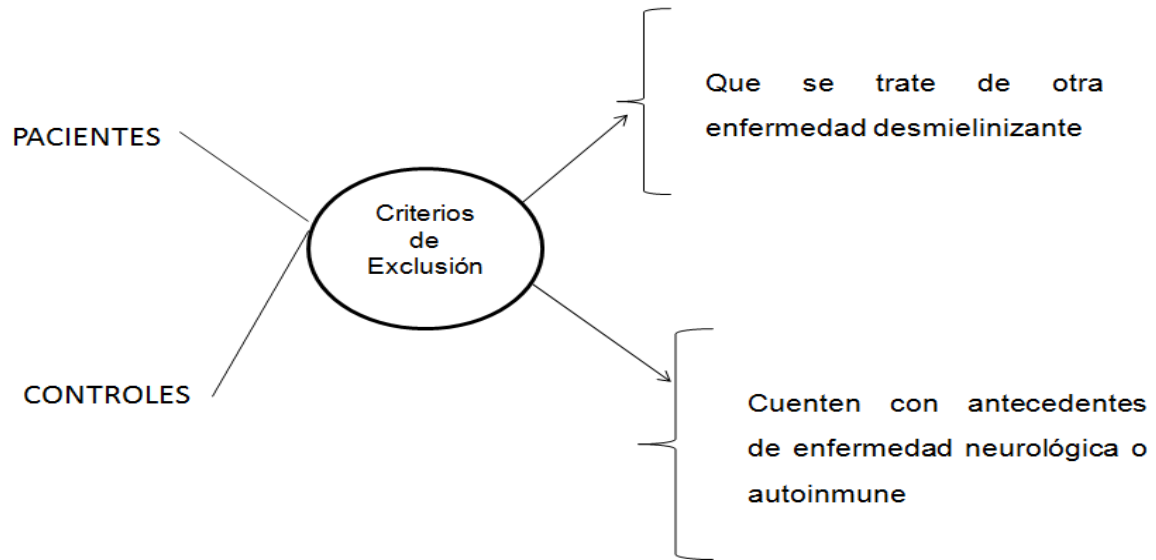 PACIENTES
CONTROLES
Criterios
de
Exclusión
Que se trate de otra
enfermedad desmielinizante
Cuenten con antecedentes
de enfermedad neurológica o
autoinmune